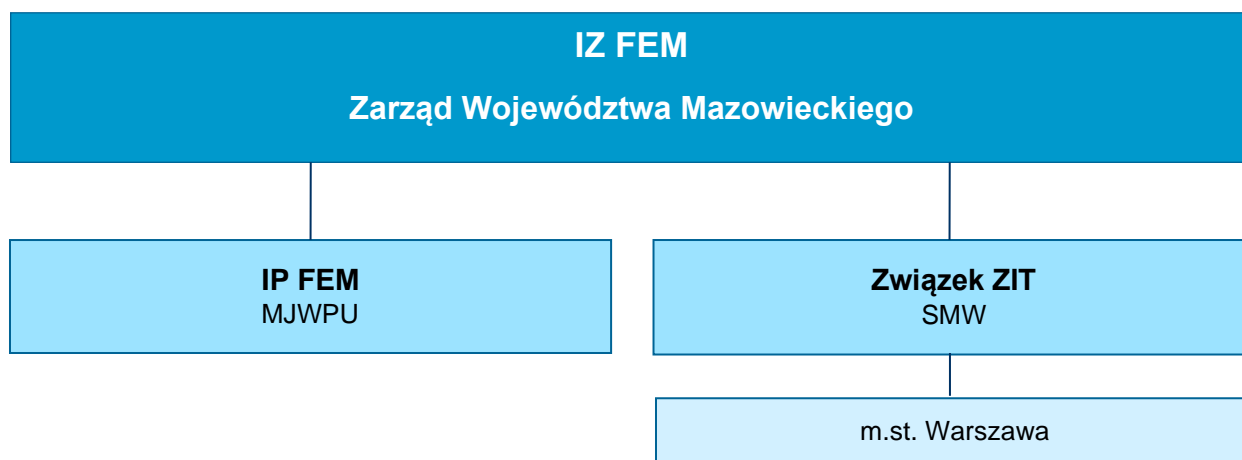 IZ FEM
Zarząd Województwa Mazowieckiego
IP FEM
MJWPU
Związek ZIT
SMW
m.st. Warszawa